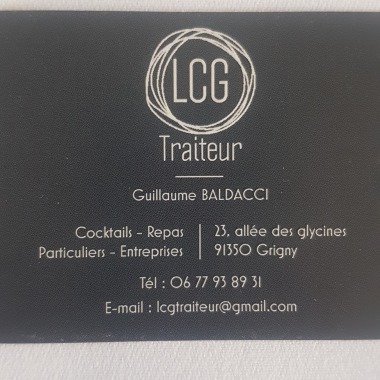 LCG
Traiteur
Guillaume BALDACCI
Cocktails - Repas
Particuliers - Entreprises
23, allée des glycines
91350 Grigny
Tél : 06 77 93 89 31
E-mail : lcgtraiteur@gmail.com